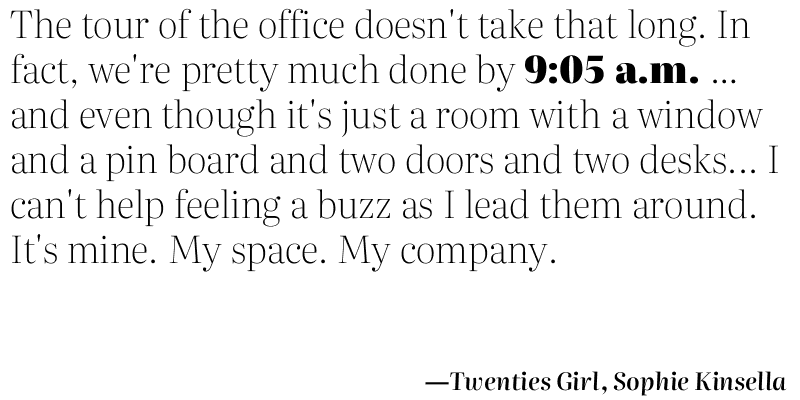 The tour of the office doesn't take that long. In
fact, we're pretty much done by 9:05 a.m. ...
and even though it's just a room with a window
and a pin board and two doors and two desks... I
can't help feeling a buzz as I lead them around.
It's mine. My space. My company.
—Twenties Girl, Sophie Kinsella